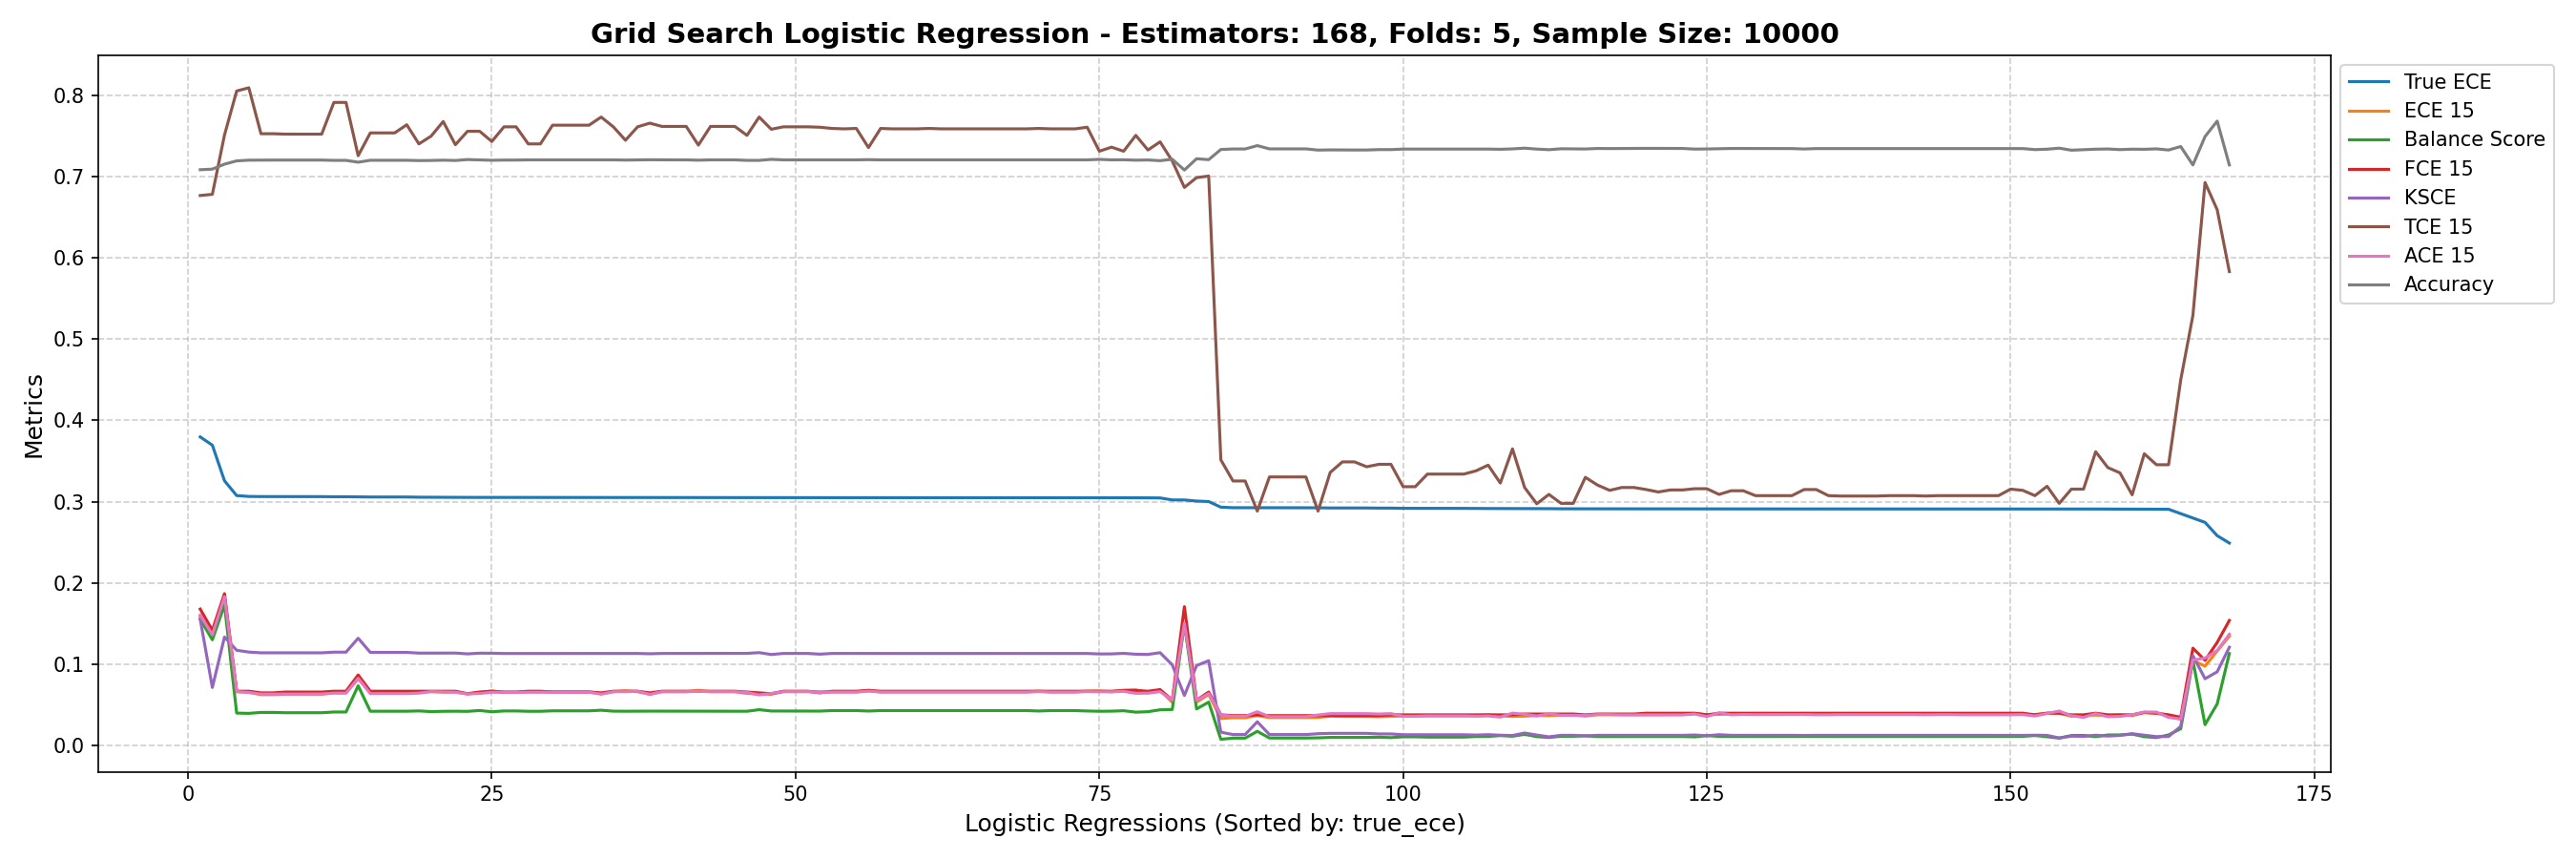 Grid Search Logistic Regression - Estimators: 168, Folds: 5, Sample Size: 10000
Metrics
0.8
0.7
0.6
0.5
0.4
0.3
0.2
0.1
0.0
0 25 50 75 100 125 150 175
Logistic Regressions (Sorted by: true_ece)
True ECE
ECE 15
Balance Score
FCE 15
KSCE
TCE 15
ACE 15
Accuracy